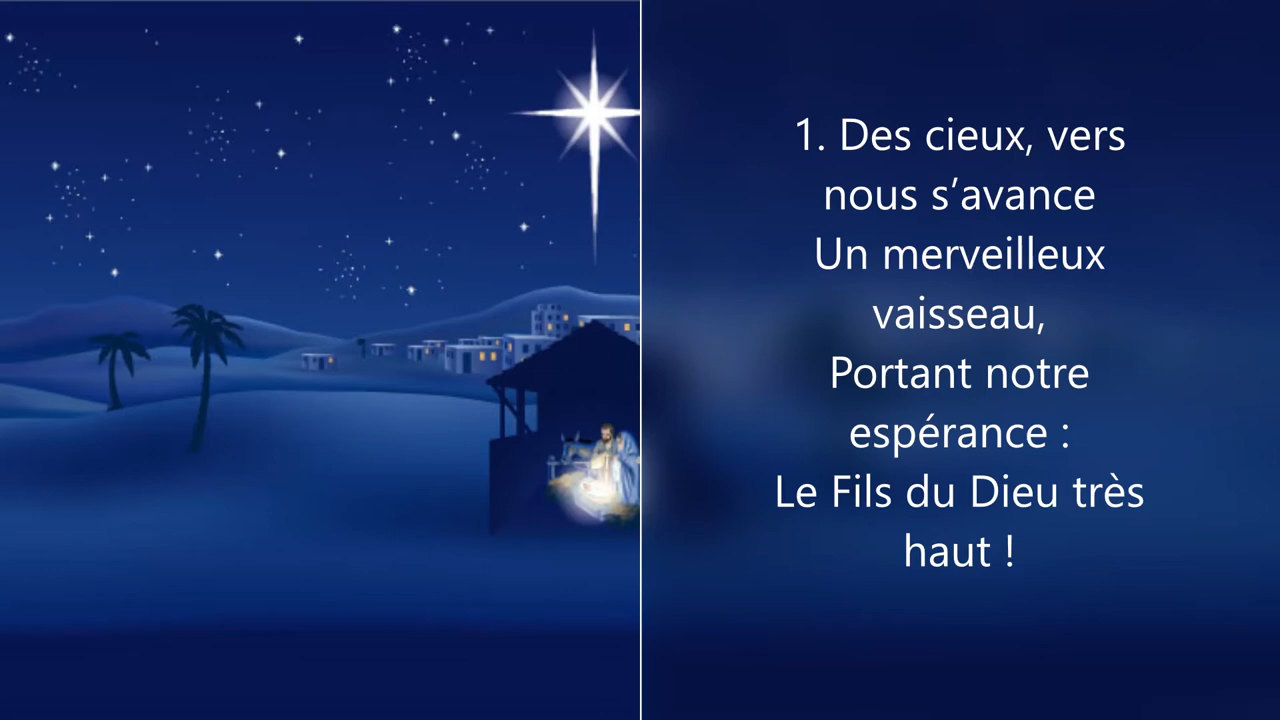 1. Des cieux, vers
nous s’avance
Un merveilleux
vaisseau,
Portant notre
espérance :
Le Fils du Dieu très
haut !